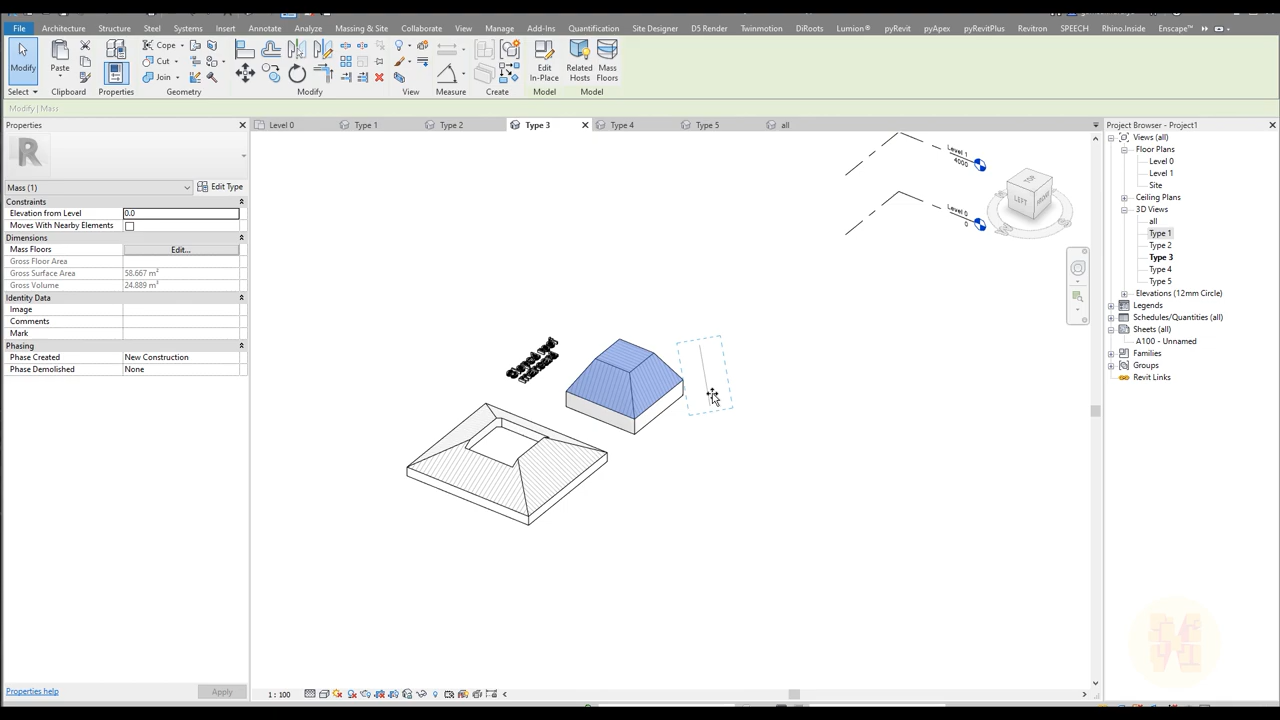 File Architecture Structure Steel Systems Insert Annotate Analyze Massing & Site Collaborate View Manage Add-Ins Quantification Site Designer D5 Render Twinmotion DiRoots Lumion® pyRevit pyApex pyRevitPlus Revitron SPEECH Rhino.Inside Enscape™
Modify Paste Cope Cut Join Edit In-Place Related Hosts Mass Floors
Select Properties Clipboard Geometry Modify View Measure Create Model Model
Modify | Mass
Properties
Level 0 Type 1 Type 2 Type 3 Type 4 Type 5 all
Project Browser - Project1
Mass (1) Edit Type
Constraints
Elevation from Level 0.0
Moves With Nearby Elements
Dimensions
Mass Floors Edit...
Gross Floor Area
Gross Surface Area 58.667 m²
Gross Volume 24.889 m³
Identity Data
Image
Comments
Mark
Phasing
Phase Created New Construction
Phase Demolished None
Properties help Apply
Level 1
4000
Level 0
0
TOP
LEFT
1 : 100
Views (all)
Floor Plans
Level 0
Level 1
Site
Ceiling Plans
3D Views
all
Type 1
Type 2
Type 3
Type 4
Type 5
Elevations (12mm Circle)
Legends
Schedules/Quantities (all)
Sheets (all)
A100 - Unnamed
Families
Groups
Revit Links